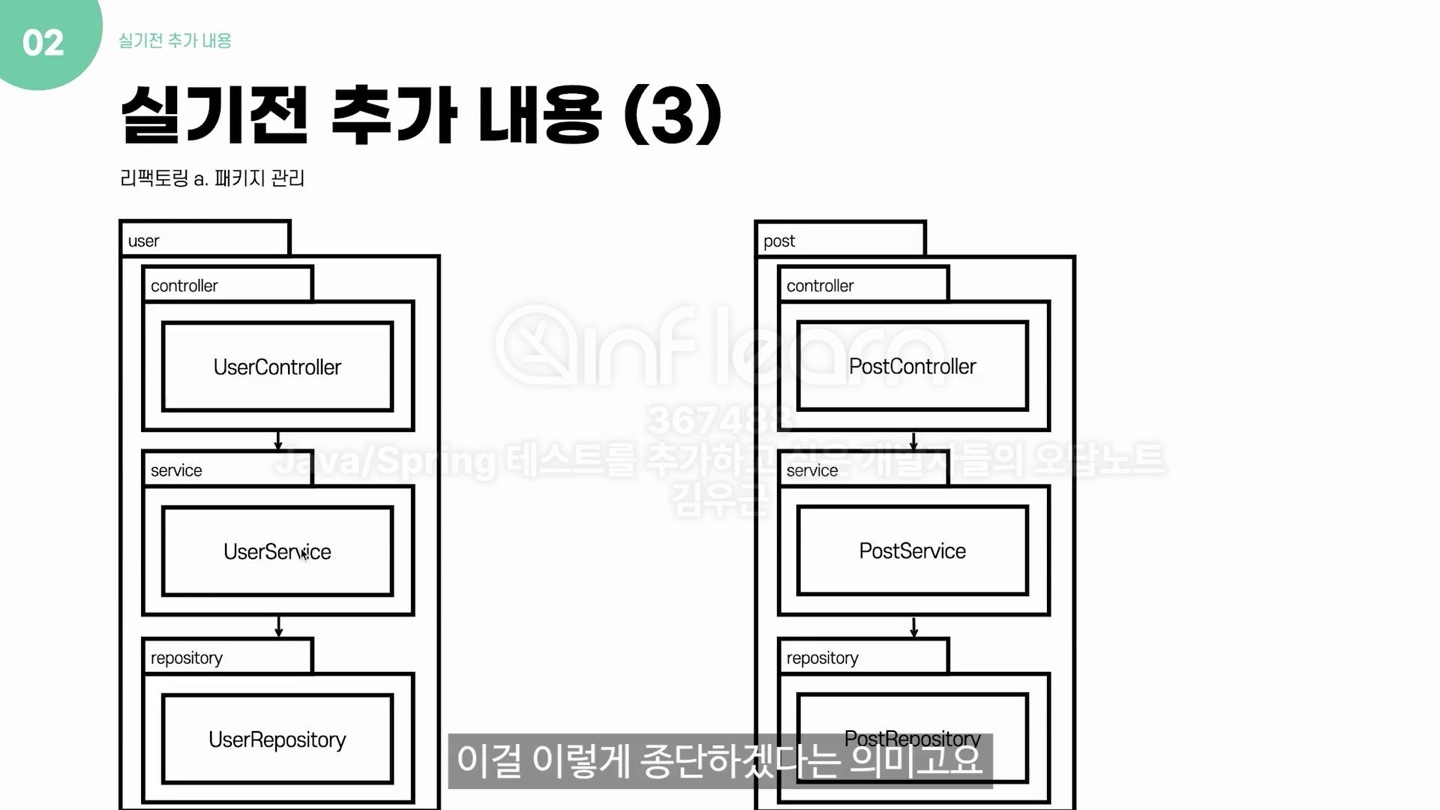 02
실기전 추가 내용
실기전 추가 내용 (3)
리팩토링 a. 패키지 관리
user
controller
UserController
service
UserService
repository
UserRepository
post
controller
PostController
service
PostService
repository
PostRepository
inflearn
367483
Java/Spring 테스트를 추가하고 싶은 개발자들의 오답노트
김우근
이걸 이렇게 종단하겠다는 의미고요